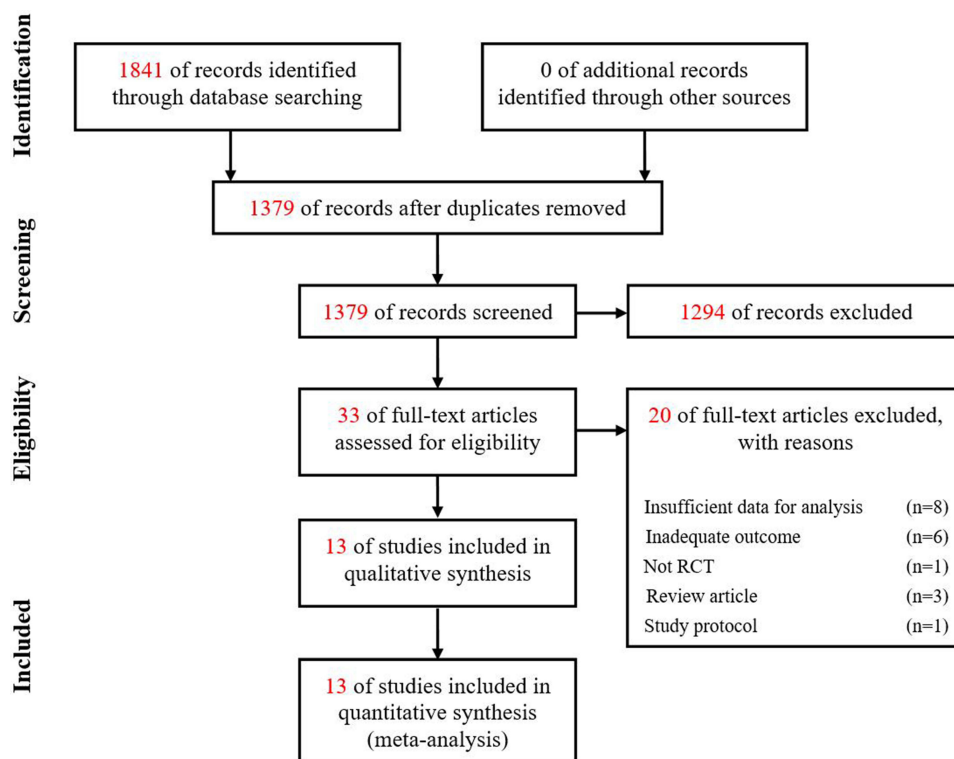 Identification
1841 of records identified
through database searching
0 of additional records
identified through other sources
1379 of records after duplicates removed
Screening
1379 of records screened
1294 of records excluded
Eligibility
33 of full-text articles
assessed for eligibility
20 of full-text articles excluded,
with reasons
Insufficient data for analysis (n=8)
Inadequate outcome (n=6)
Not RCT (n=1)
Review article (n=3)
Study protocol (n=1)
13 of studies included in
qualitative synthesis
Included
13 of studies included in
quantitative synthesis
(meta-analysis)